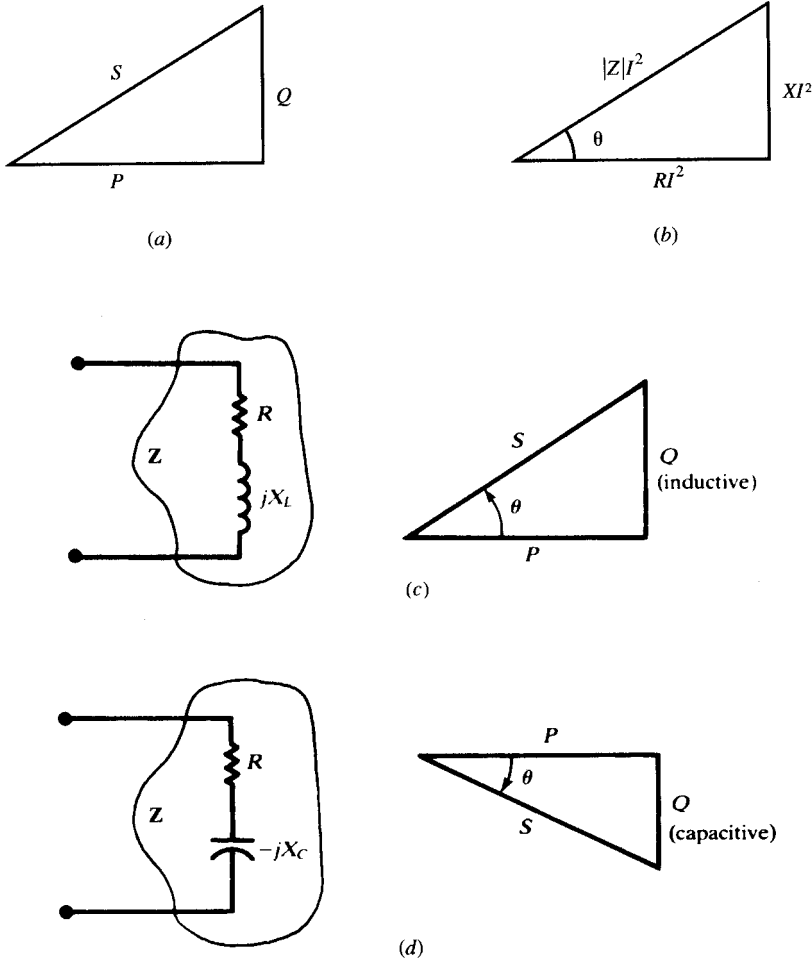 S
Q
P
(a)
|Z|I²
XI²
θ
RI²
(b)
R
Z
jX_L
S
Q
(inductive)
θ
P
(c)
R
Z
-jX_C
P
θ
Q
(capacitive)
S
(d)